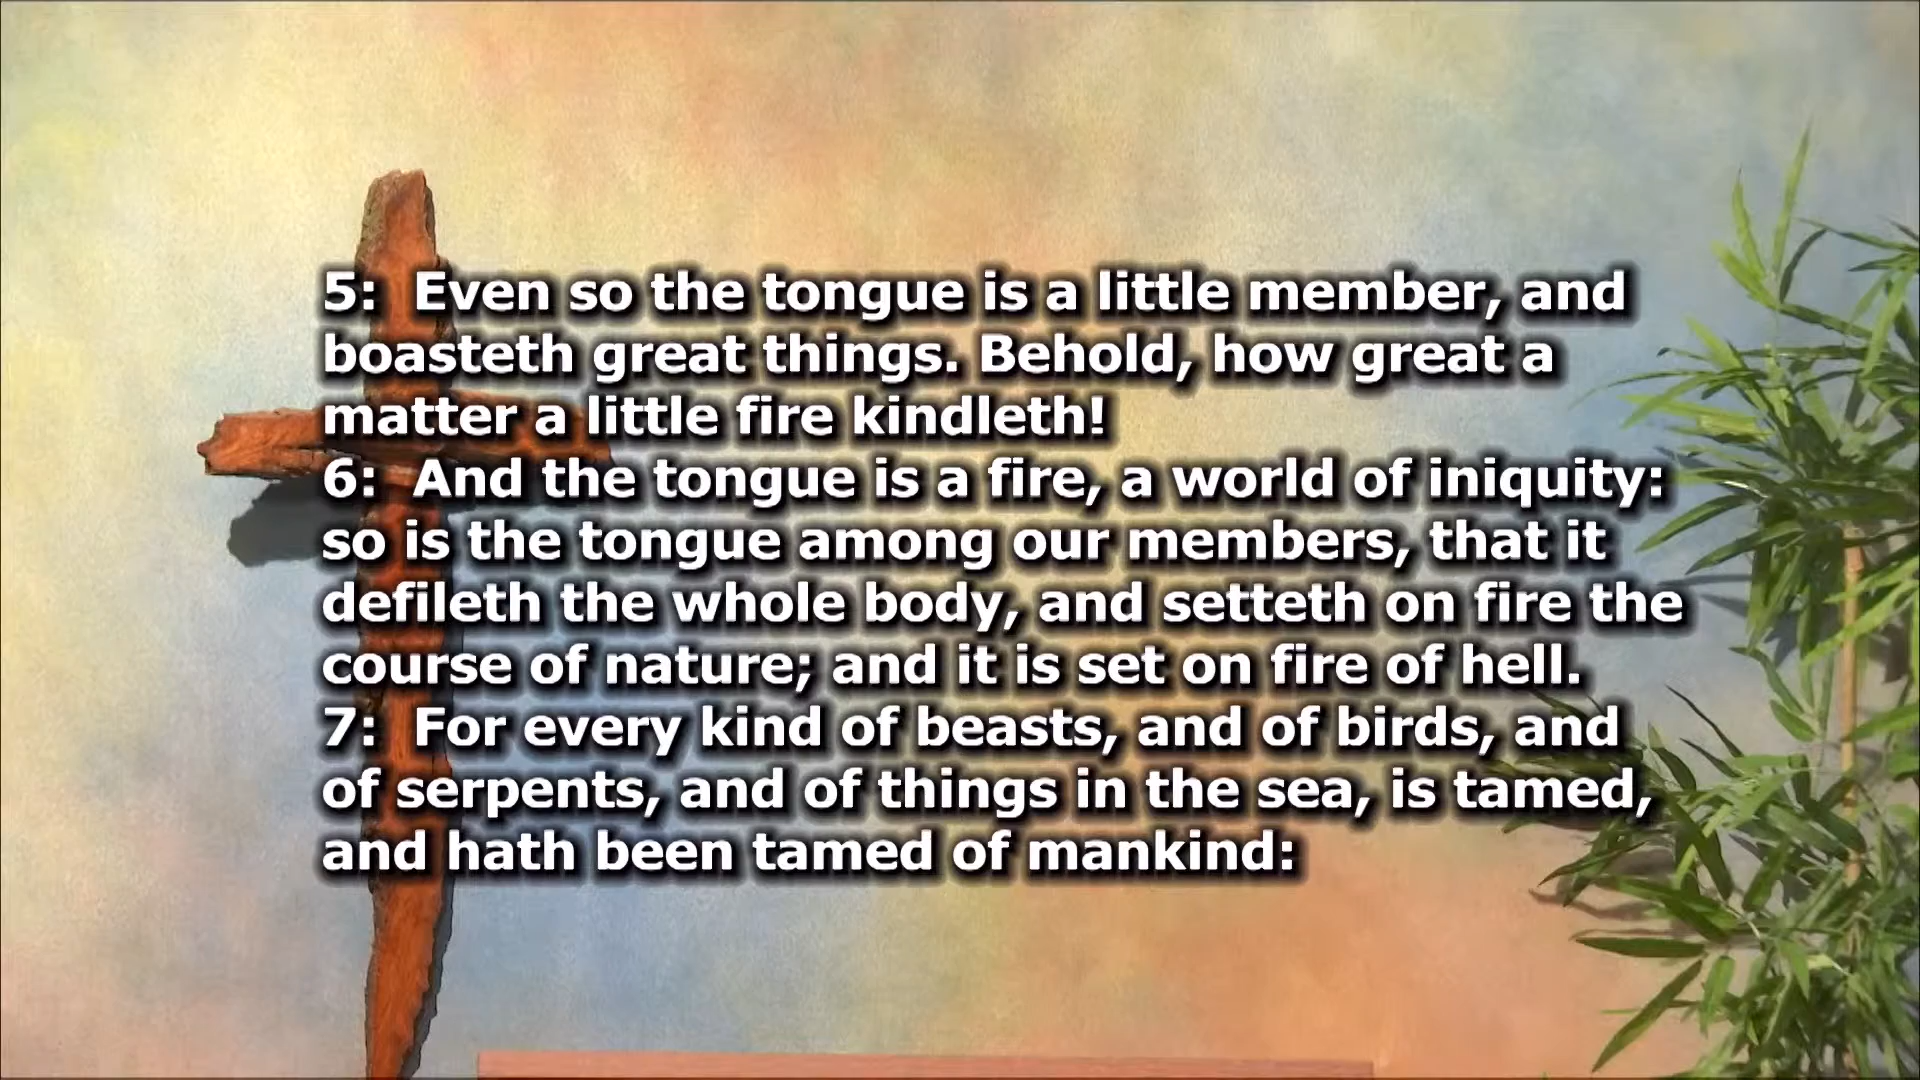 5:  Even so the tongue is a little member, and
boasteth great things. Behold, how great a
matter a little fire kindleth!
6:  And the tongue is a fire, a world of iniquity:
so is the tongue among our members, that it
defileth the whole body, and setteth on fire the
course of nature; and it is set on fire of hell.
7:  For every kind of beasts, and of birds, and
of serpents, and of things in the sea, is tamed,
and hath been tamed of mankind: